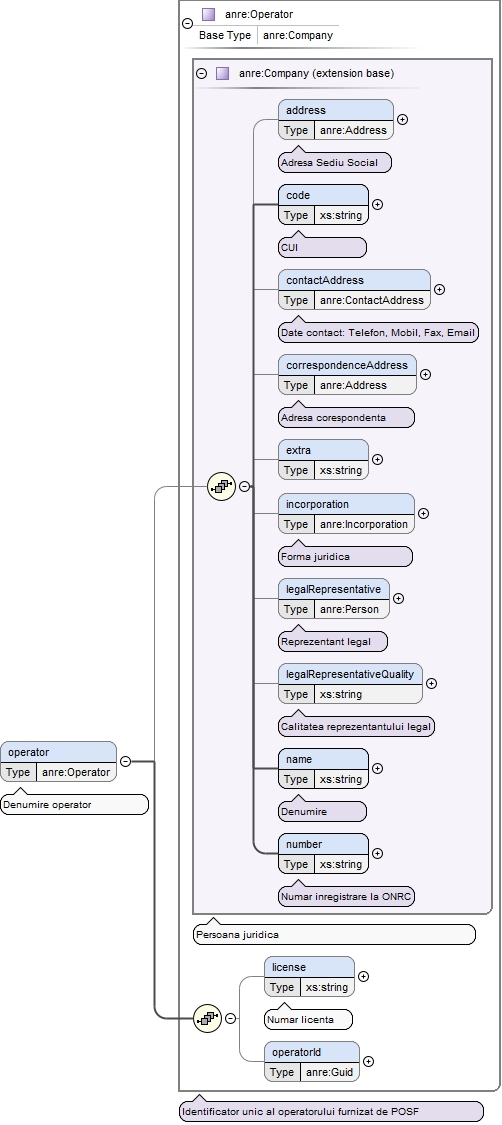 anre:Operator
Base Type anre:Company
anre:Company (extension base)
address
Type anre:Address
Adresa Sediu Social
code
Type xs:string
CUI
contactAddress
Type anre:ContactAddress
Date contact: Telefon, Mobil, Fax, Email
correspondenceAddress
Type anre:Address
Adresa corespondenta
extra
Type xs:string
incorporation
Type anre:Incorporation
Forma juridica
legalRepresentative
Type anre:Person
Reprezentant legal
legalRepresentativeQuality
Type xs:string
Calitatea reprezentantului legal
operator
Type anre:Operator
Denumire operator
name
Type xs:string
Denumire
number
Type xs:string
Numar inregistrare la ONRC
Persoana juridica
license
Type xs:string
Numar licenta
operatorId
Type anre:Guid
Identificator unic al operatorului furnizat de POSF